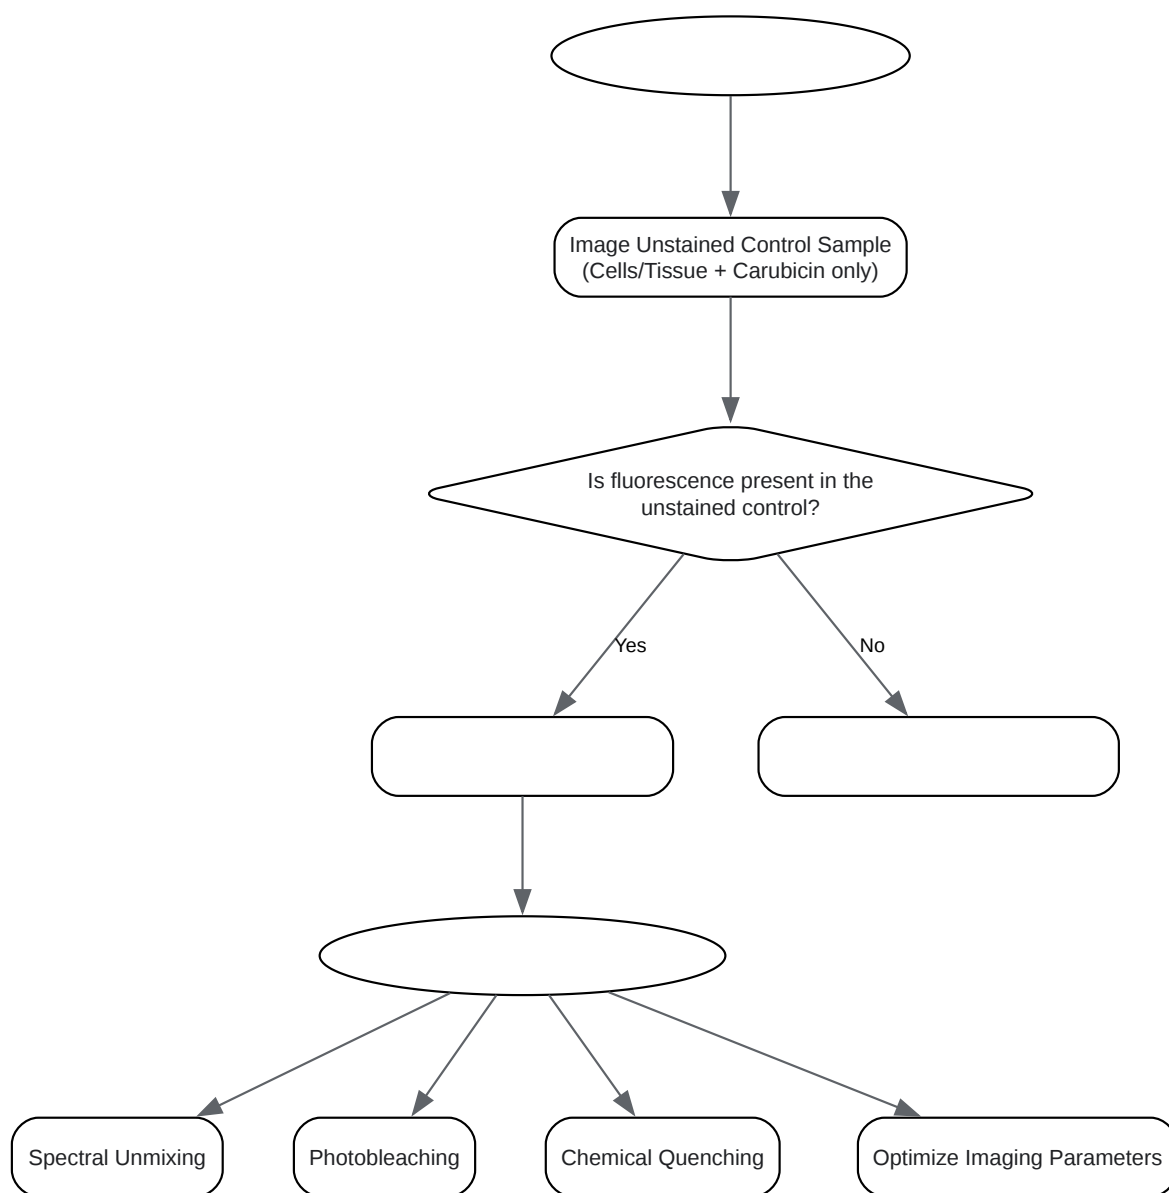 Image Unstained Control Sample
(Cells/Tissue + Carubicin only)
Is fluorescence present in the
unstained control?
Yes
No
Spectral Unmixing
Photobleaching
Chemical Quenching
Optimize Imaging Parameters